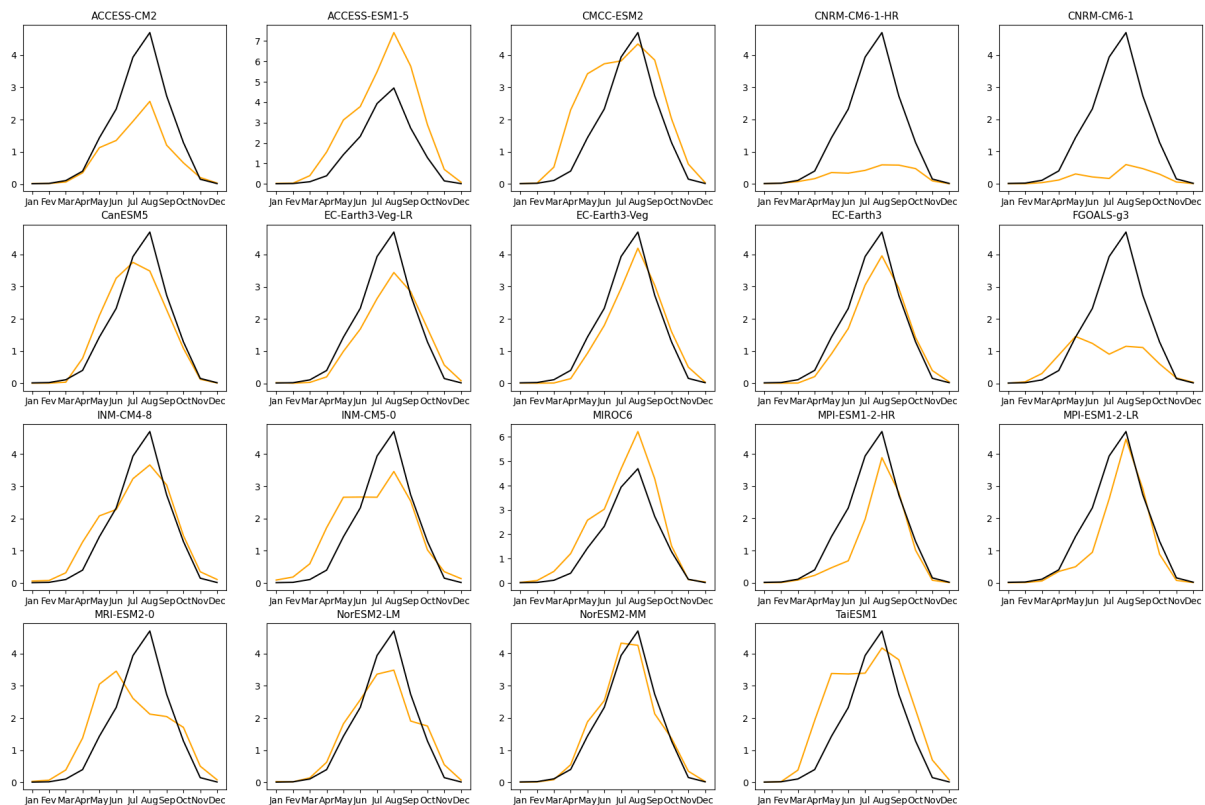 ACCESS-CM2
4
3
2
1
0
Jan Fev Mar Apr May Jun Jul Aug Sep Oct Nov Dec
ACCESS-ESM1-5
7
6
5
4
3
2
1
0
Jan Fev Mar Apr May Jun Jul Aug Sep Oct Nov Dec
CMCC-ESM2
4
3
2
1
0
Jan Fev Mar Apr May Jun Jul Aug Sep Oct Nov Dec
CNRM-CM6-1-HR
4
3
2
1
0
Jan Fev Mar Apr May Jun Jul Aug Sep Oct Nov Dec
CNRM-CM6-1
4
3
2
1
0
Jan Fev Mar Apr May Jun Jul Aug Sep Oct Nov Dec
CanESM5
4
3
2
1
0
Jan Fev Mar Apr May Jun Jul Aug Sep Oct Nov Dec
EC-Earth3-Veg-LR
4
3
2
1
0
Jan Fev Mar Apr May Jun Jul Aug Sep Oct Nov Dec
EC-Earth3-Veg
4
3
2
1
0
Jan Fev Mar Apr May Jun Jul Aug Sep Oct Nov Dec
EC-Earth3
4
3
2
1
0
Jan Fev Mar Apr May Jun Jul Aug Sep Oct Nov Dec
FGOALS-g3
4
3
2
1
0
Jan Fev Mar Apr May Jun Jul Aug Sep Oct Nov Dec
INM-CM4-8
4
3
2
1
0
Jan Fev Mar Apr May Jun Jul Aug Sep Oct Nov Dec
INM-CM5-0
4
3
2
1
0
Jan Fev Mar Apr May Jun Jul Aug Sep Oct Nov Dec
MIROC6
6
5
4
3
2
1
0
Jan Fev Mar Apr May Jun Jul Aug Sep Oct Nov Dec
MPI-ESM1-2-HR
4
3
2
1
0
Jan Fev Mar Apr May Jun Jul Aug Sep Oct Nov Dec
MPI-ESM1-2-LR
4
3
2
1
0
Jan Fev Mar Apr May Jun Jul Aug Sep Oct Nov Dec
MRI-ESM2-0
4
3
2
1
0
Jan Fev Mar Apr May Jun Jul Aug Sep Oct Nov Dec
NorESM2-LM
4
3
2
1
0
Jan Fev Mar Apr May Jun Jul Aug Sep Oct Nov Dec
NorESM2-MM
4
3
2
1
0
Jan Fev Mar Apr May Jun Jul Aug Sep Oct Nov Dec
TaiESM1
4
3
2
1
0
Jan Fev Mar Apr May Jun Jul Aug Sep Oct Nov Dec